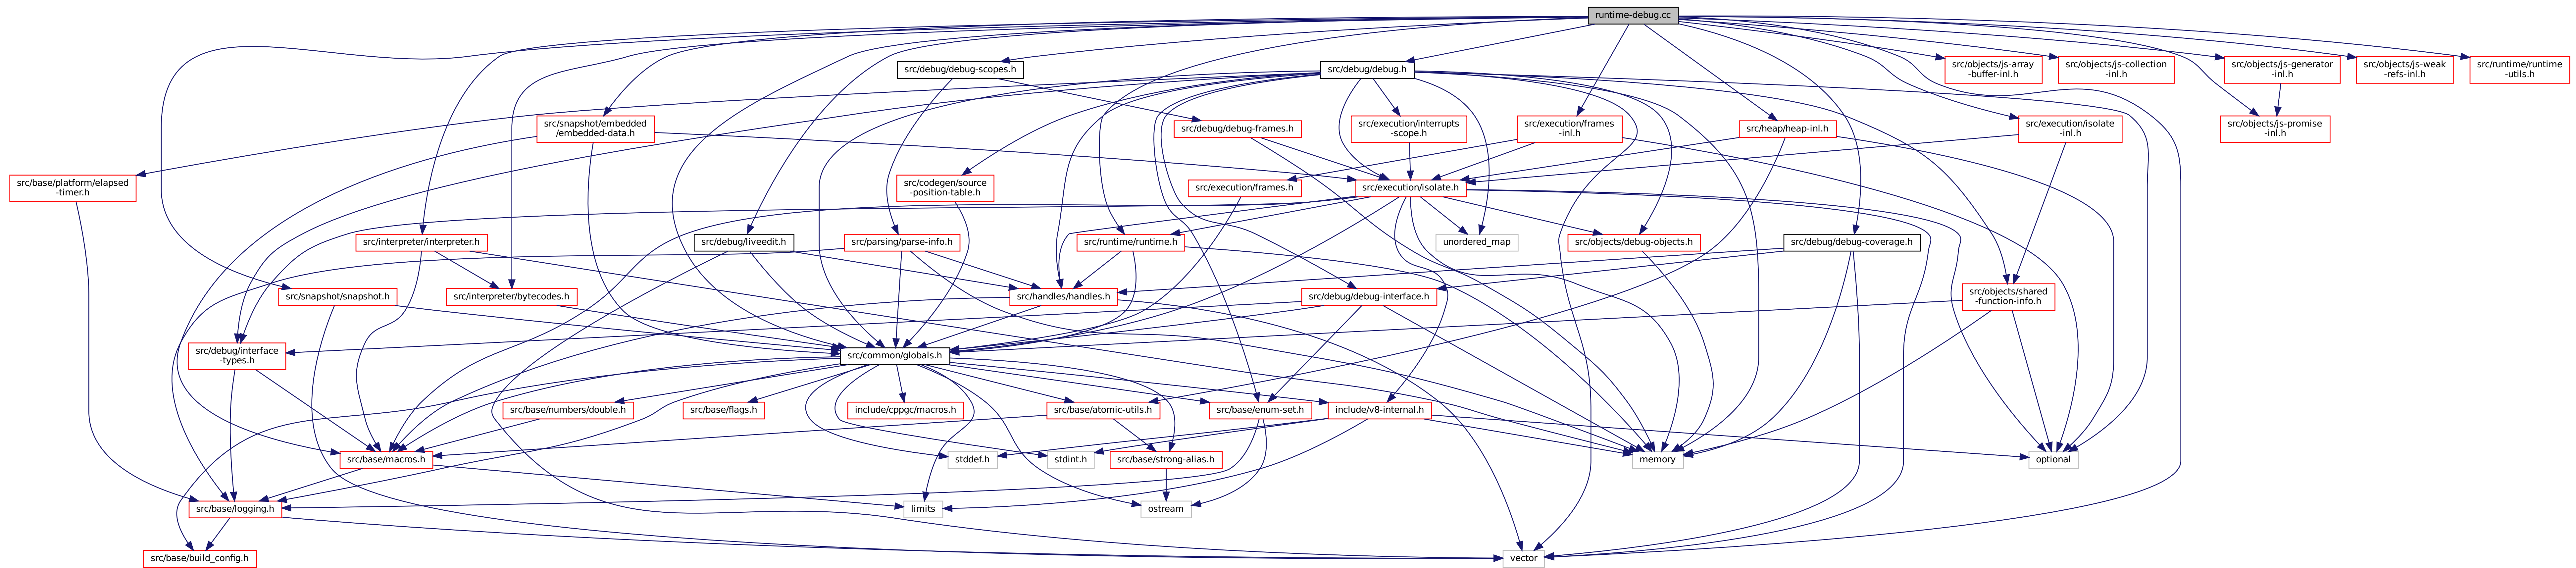 runtime-debug.cc
src/debug/debug-scopes.h
src/debug/debug.h
src/objects/js-array
-buffer-inl.h
src/objects/js-collection
-inl.h
src/objects/js-generator
-inl.h
src/objects/js-weak
-refs-inl.h
src/runtime/runtime
-utils.h
src/snapshot/embedded
/embedded-data.h
src/debug/debug-frames.h
src/execution/interrupts
-scope.h
src/execution/frames
-inl.h
src/heap/heap-inl.h
src/execution/isolate
-inl.h
src/objects/js-promise
-inl.h
src/base/platform/elapsed
-timer.h
src/codegen/source
-position-table.h
src/execution/frames.h
src/execution/isolate.h
src/interpreter/interpreter.h
src/debug/liveedit.h
src/parsing/parse-info.h
src/runtime/runtime.h
unordered_map
src/objects/debug-objects.h
src/debug/debug-coverage.h
src/snapshot/snapshot.h
src/interpreter/bytecodes.h
src/handles/handles.h
src/debug/debug-interface.h
src/objects/shared
-function-info.h
src/debug/interface
-types.h
src/common/globals.h
src/base/numbers/double.h
src/base/flags.h
include/cppgc/macros.h
src/base/atomic-utils.h
src/base/enum-set.h
include/v8-internal.h
src/base/macros.h
stddef.h
stdint.h
src/base/strong-alias.h
memory
optional
src/base/logging.h
limits
ostream
src/base/build_config.h
vector